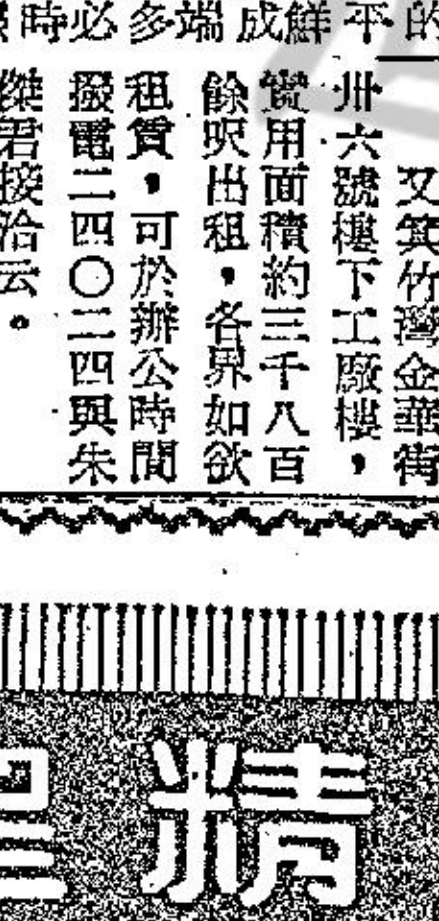 的
平
鮮
成
端
多
必
時
又箕竹灣金華街
卅六號樓下工廠樓，
實用面積約三千八百
餘呎出租，各界如欲
租賃，可於辦公時間
撥電二四〇二四與朱
傑君接洽云。
精